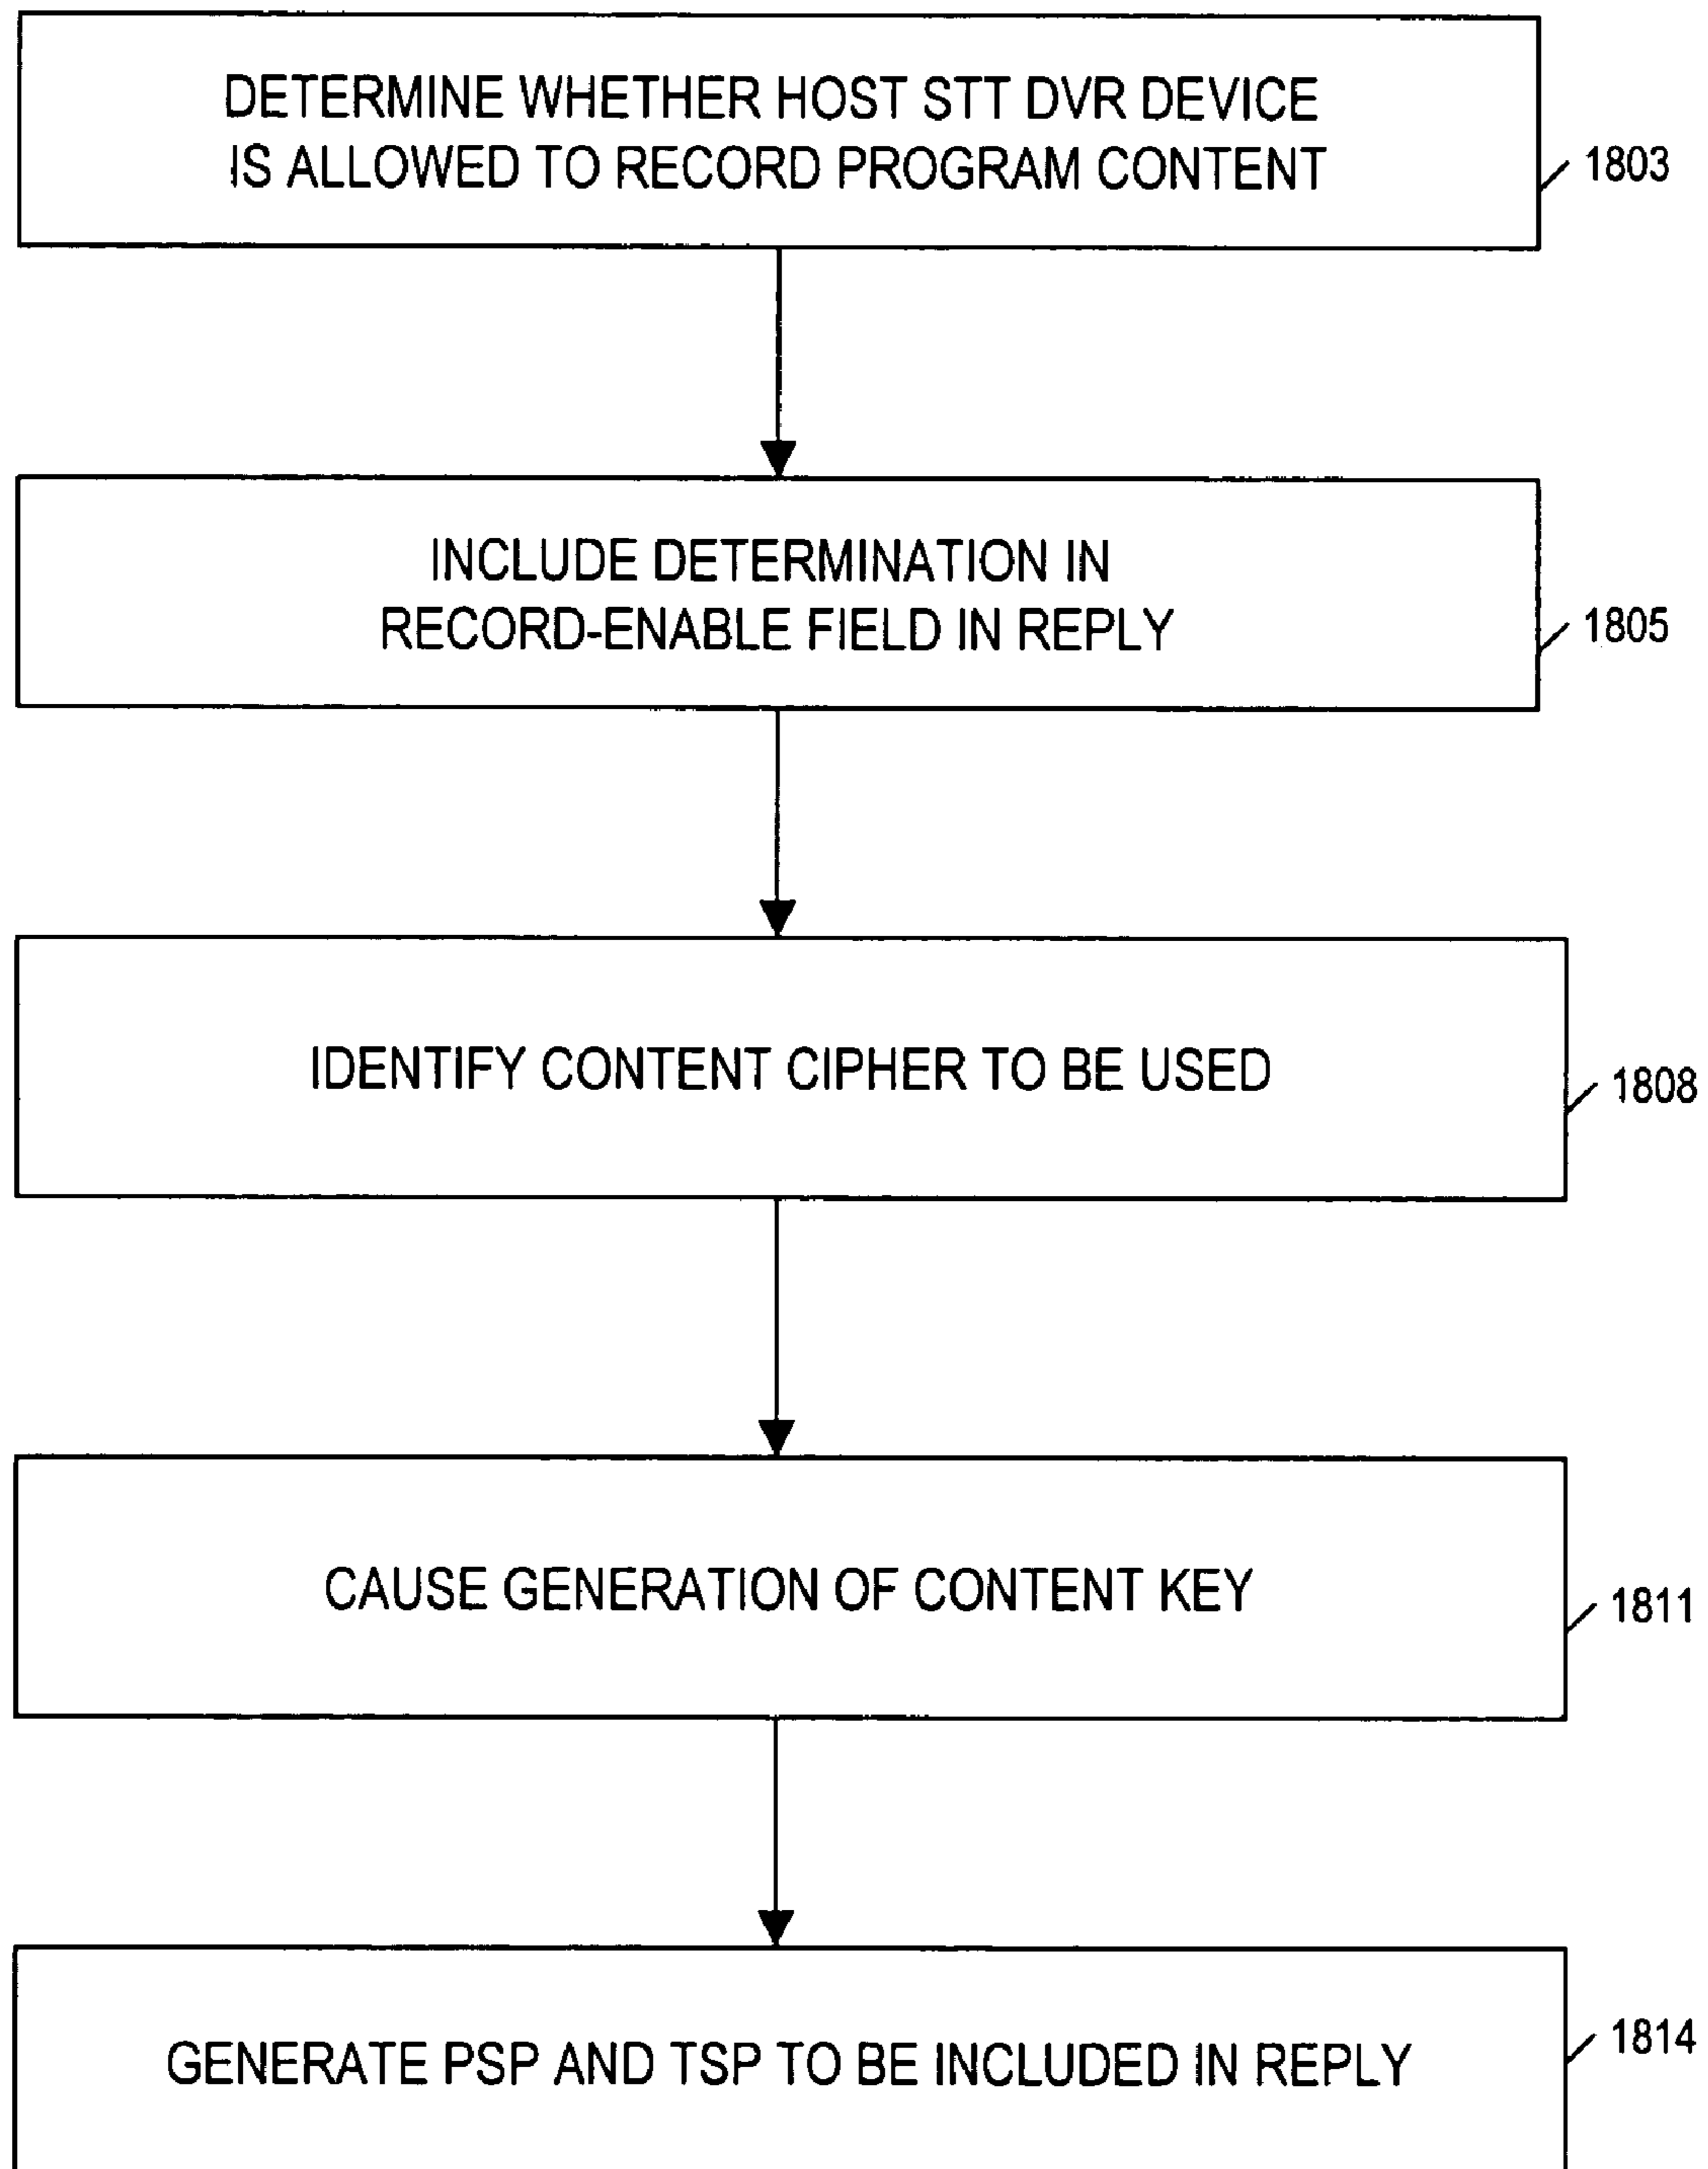 DETERMINE WHETHER HOST STT DVR DEVICE
IS ALLOWED TO RECORD PROGRAM CONTENT
1803
INCLUDE DETERMINATION IN
RECORD-ENABLE FIELD IN REPLY
1805
IDENTIFY CONTENT CIPHER TO BE USED
1808
CAUSE GENERATION OF CONTENT KEY
1811
GENERATE PSP AND TSP TO BE INCLUDED IN REPLY
1814